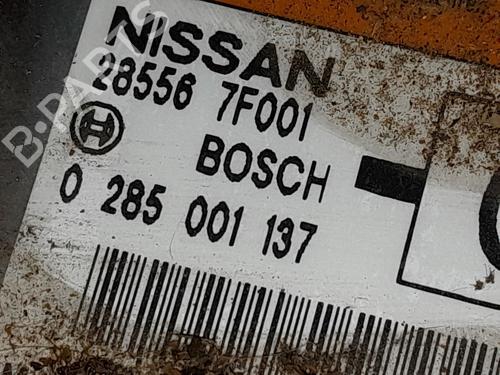 NISSAN
28556 7F001
BOSCH
0 285 001 137
B-PARTS